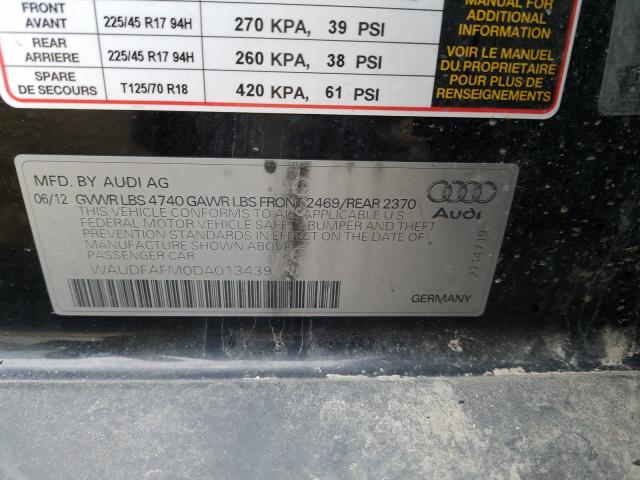 MANUAL FOR
ADDITIONAL
INFORMATION
FRONT
AVANT
225/45 R17 94H
270 KPA, 39 PSI
REAR
ARRIERE
225/45 R17 94H
260 KPA, 38 PSI
VOIR LE MANUEL
DU PROPRIETAIRE
POUR PLUS DE
RENSEIGNEMENTS
SPARE
DE SECOURS
T125/70 R18
420 KPA, 61 PSI
MFD. BY AUDI AG
06/12 GVWR LBS 4740 GAWR LBS FRONT 2469/REAR 2370
THIS VEHICLE CONFORMS TO ALL APPLICABLE U S
FEDERAL MOTOR VEHICLE SAFETY BUMPER AND THEFT
PREVENTION STANDARDS IN EFFECT ON THE DATE OF
MANUFACTURE SHOWN ABOVE
PASSENGER CAR
WAUDFAFM0DA013439
Audi
2714719
GERMANY